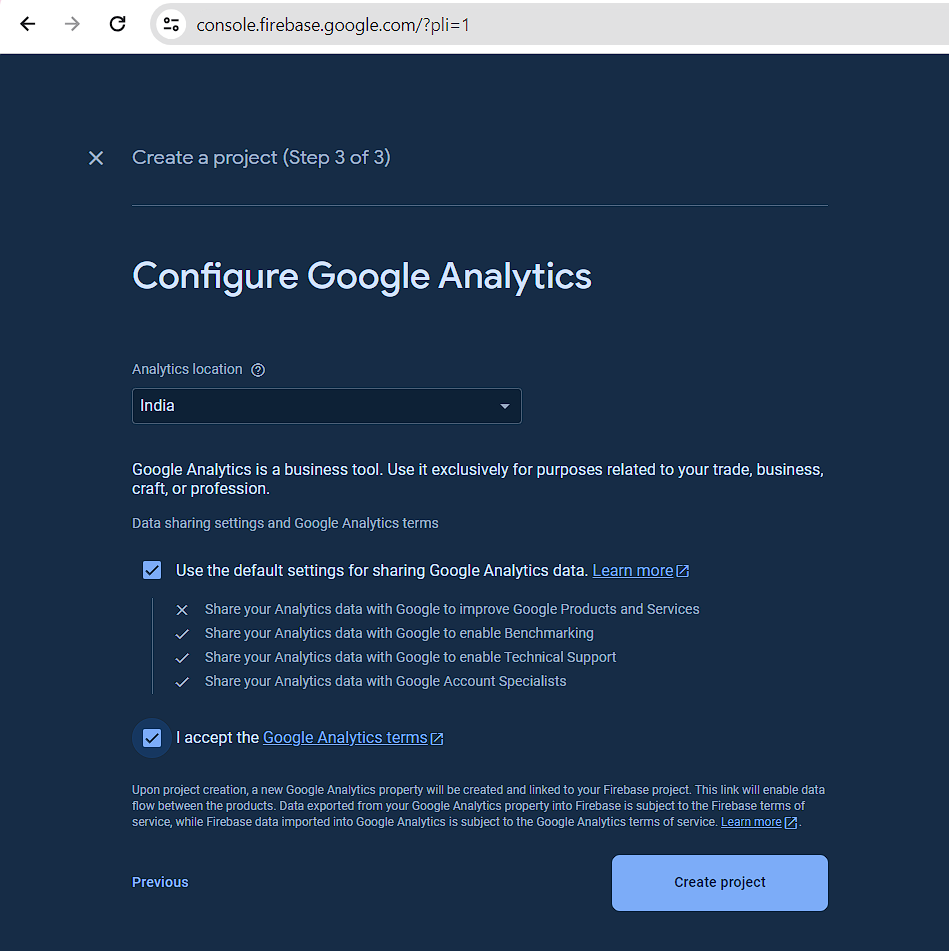 console.firebase.google.com/?pli=1
Create a project (Step 3 of 3)
Configure Google Analytics
Analytics location
India
Google Analytics is a business tool. Use it exclusively for purposes related to your trade, business,
craft, or profession.
Data sharing settings and Google Analytics terms
Use the default settings for sharing Google Analytics data. Learn more
Share your Analytics data with Google to improve Google Products and Services
Share your Analytics data with Google to enable Benchmarking
Share your Analytics data with Google to enable Technical Support
Share your Analytics data with Google Account Specialists
I accept the Google Analytics terms
Upon project creation, a new Google Analytics property will be created and linked to your Firebase project. This link will enable data
flow between the products. Data exported from your Google Analytics property into Firebase is subject to the Firebase terms of
service, while Firebase data imported into Google Analytics is subject to the Google Analytics terms of service. Learn more .
Previous
Create project